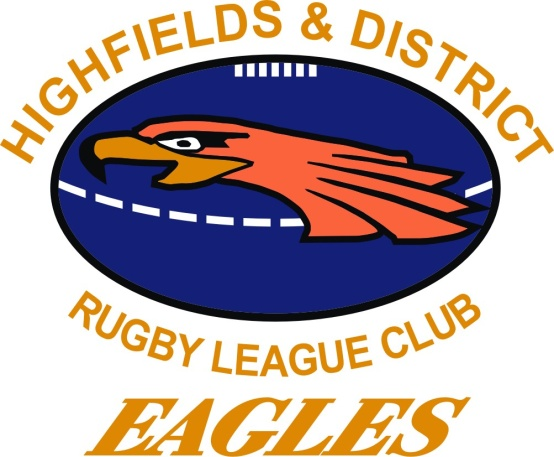 HIGHFIELDS & DISTRICT
RUGBY LEAGUE CLUB
EAGLES